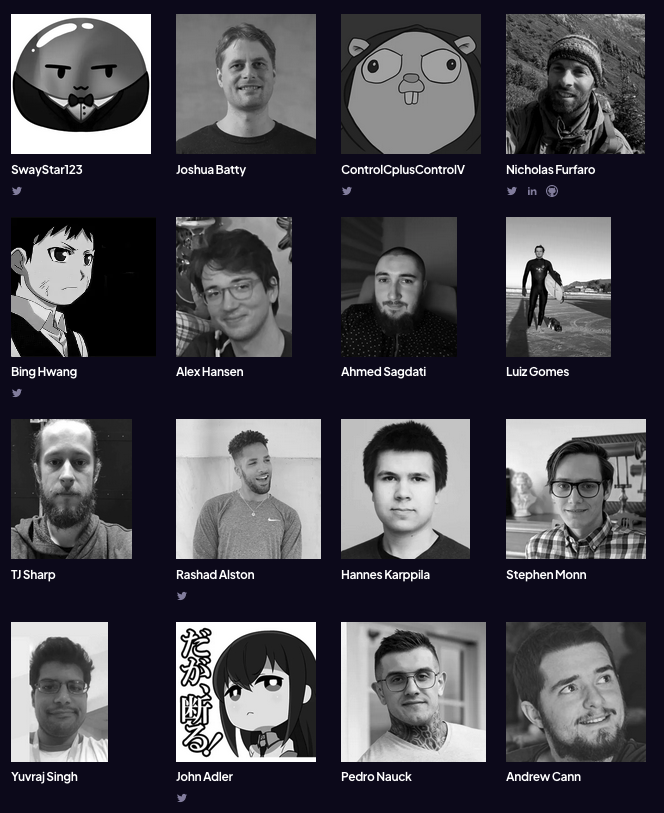 SwayStar123
Joshua Batty
ControlCplusControlV
Nicholas Furfaro
in
Bing Hwang
Alex Hansen
Ahmed Sagdati
Luiz Gomes
TJ Sharp
Rashad Alston
Hannes Karppila
Stephen Monn
だが、断る!
Yuvraj Singh
John Adler
Pedro Nauck
Andrew Cann